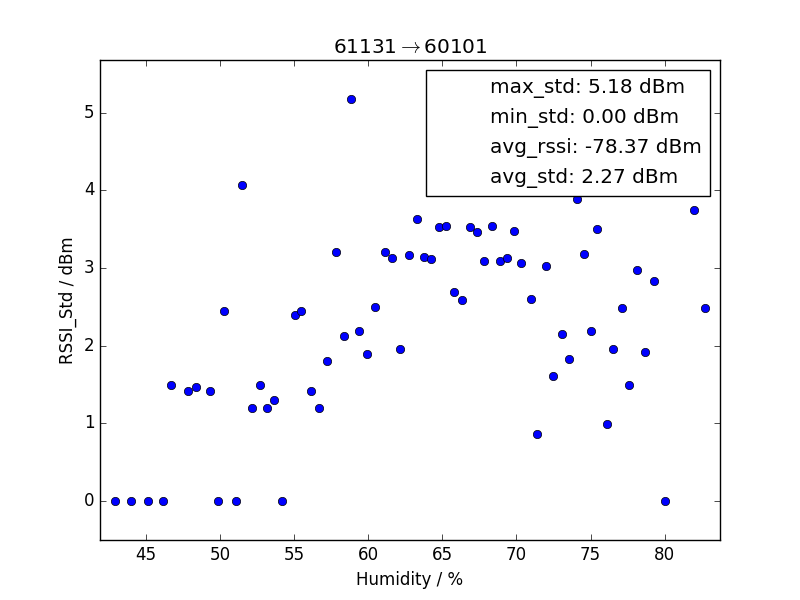 61131→60101
max_std: 5.18 dBm
min_std: 0.00 dBm
avg_rssi: -78.37 dBm
avg_std: 2.27 dBm
RSSI_Std / dBm
5
4
3
2
1
0
45 50 55 60 65 70 75 80
Humidity / %